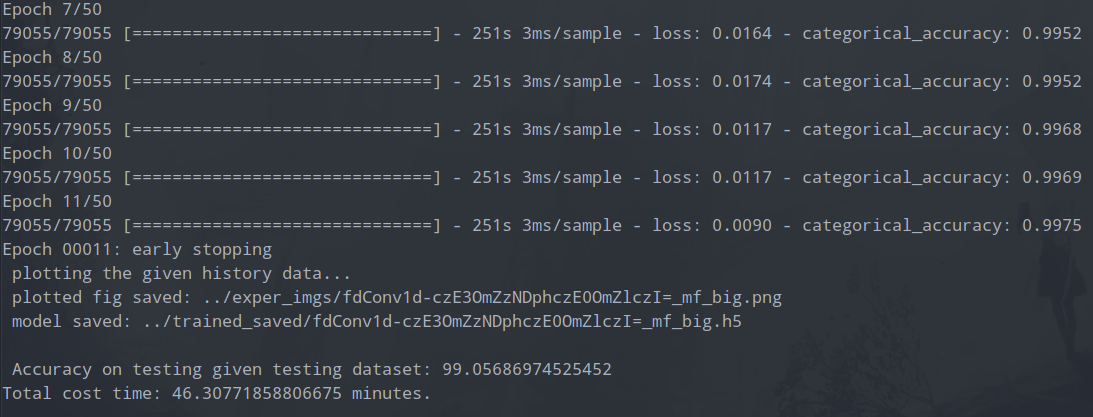 Epoch 7/50
79055/79055 [==============================] - 251s 3ms/sample - loss: 0.0164 - categorical_accuracy: 0.9952
Epoch 8/50
79055/79055 [==============================] - 251s 3ms/sample - loss: 0.0174 - categorical_accuracy: 0.9952
Epoch 9/50
79055/79055 [==============================] - 251s 3ms/sample - loss: 0.0117 - categorical_accuracy: 0.9968
Epoch 10/50
79055/79055 [==============================] - 251s 3ms/sample - loss: 0.0117 - categorical_accuracy: 0.9969
Epoch 11/50
79055/79055 [==============================] - 251s 3ms/sample - loss: 0.0090 - categorical_accuracy: 0.9975
Epoch 00011: early stopping
 plotting the given history data...
 plotted fig saved: ../exper_imgs/fdConv1d-czE3OmZzNDphczE0OmZlczI=_mf_big.png
 model saved: ../trained_saved/fdConv1d-czE3OmZzNDphczE0OmZlczI=_mf_big.h5

 Accuracy on testing given testing dataset: 99.05686974525452
Total cost time: 46.30771858806675 minutes.